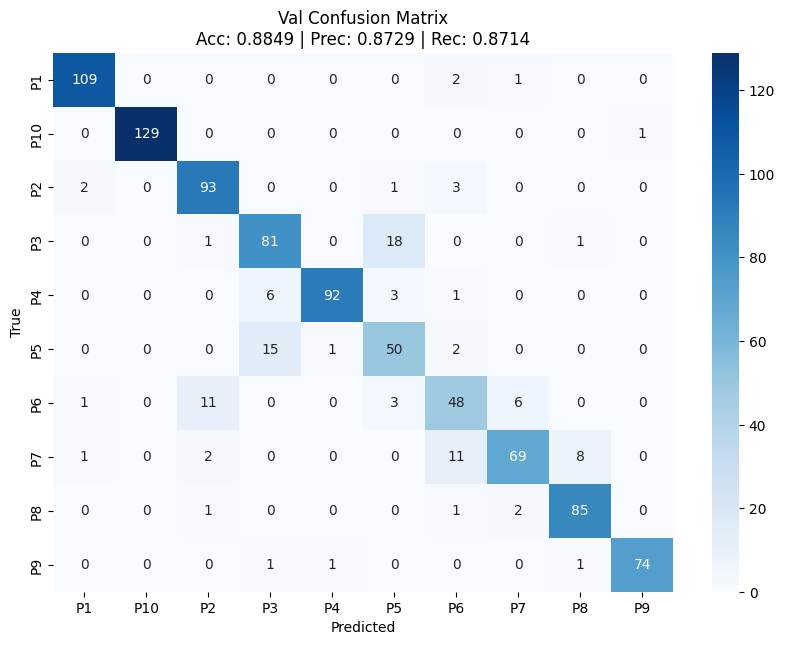 Val Confusion Matrix
Acc: 0.8849 | Prec: 0.8729 | Rec: 0.8714
P1 109 0 0 0 0 0 2 1 0 0
P10 0 129 0 0 0 0 0 0 0 1
P2 2 0 93 0 0 1 3 0 0 0
P3 0 0 1 81 0 18 0 0 1 0
P4 0 0 0 6 92 3 1 0 0 0
P5 0 0 0 15 1 50 2 0 0 0
P6 1 0 11 0 0 3 48 6 0 0
P7 1 0 2 0 0 0 11 69 8 0
P8 0 0 1 0 0 0 1 2 85 0
P9 0 0 0 1 1 0 0 0 1 74
P1 P10 P2 P3 P4 P5 P6 P7 P8 P9
Predicted
True
120
100
80
60
40
20
0